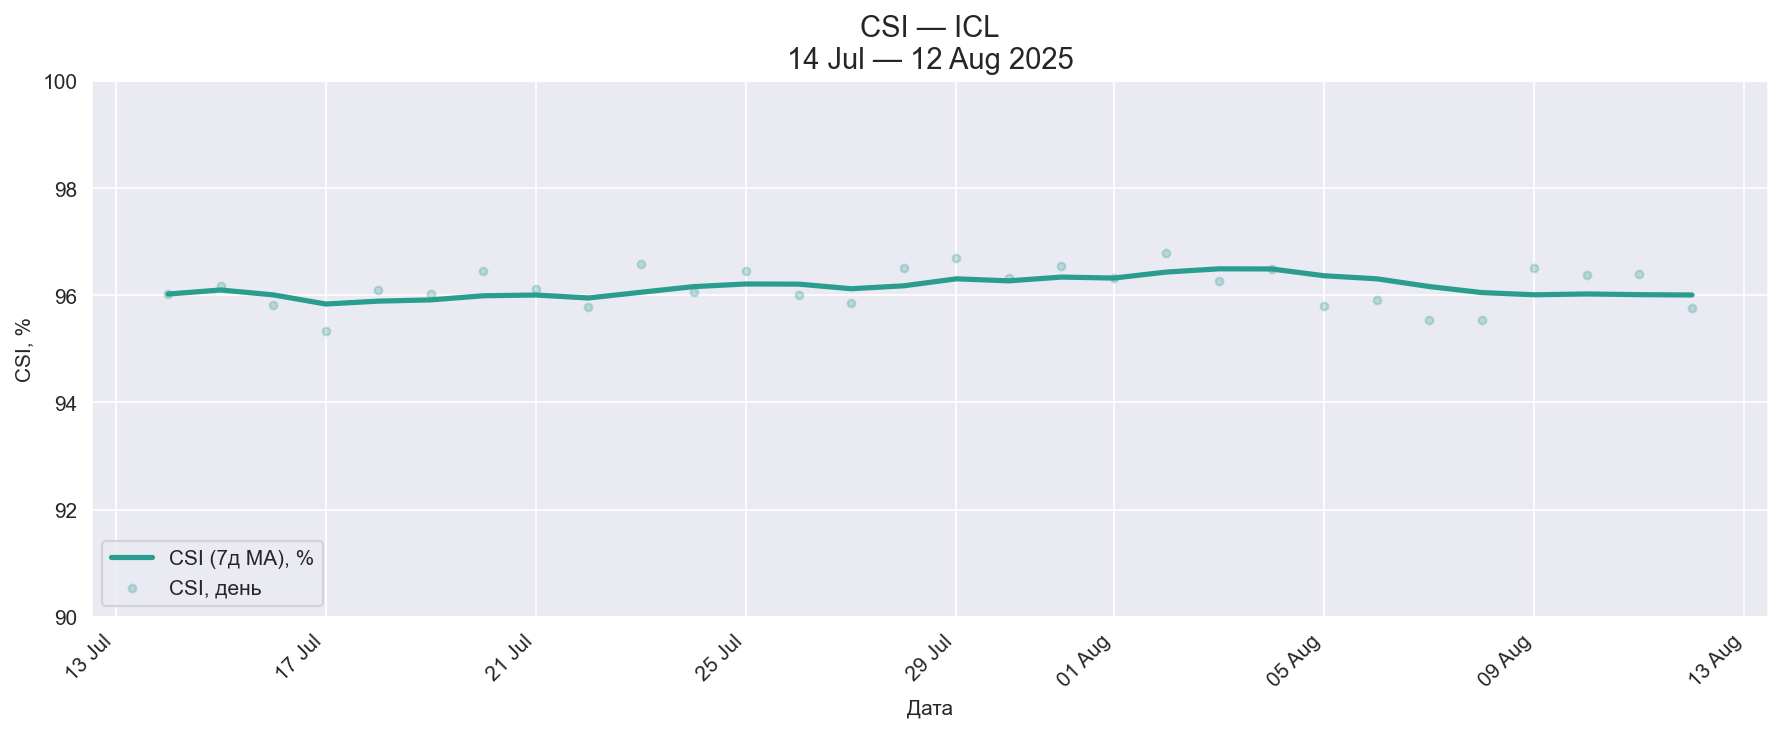 CSI — ICL
14 Jul — 12 Aug 2025
100
98
96
94
92
90
CSI, %
CSI (7д MA), %
CSI, день
13 Jul
17 Jul
21 Jul
25 Jul
29 Jul
01 Aug
05 Aug
09 Aug
13 Aug
Дата